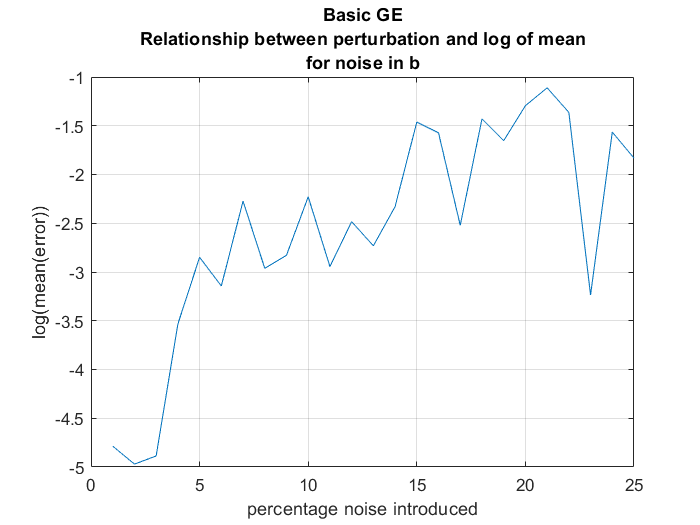 Basic GE
Relationship between perturbation and log of mean
for noise in b
-1
-1.5
-2
-2.5
-3
-3.5
-4
-4.5
-5
log(mean(error))
0 5 10 15 20 25
percentage noise introduced